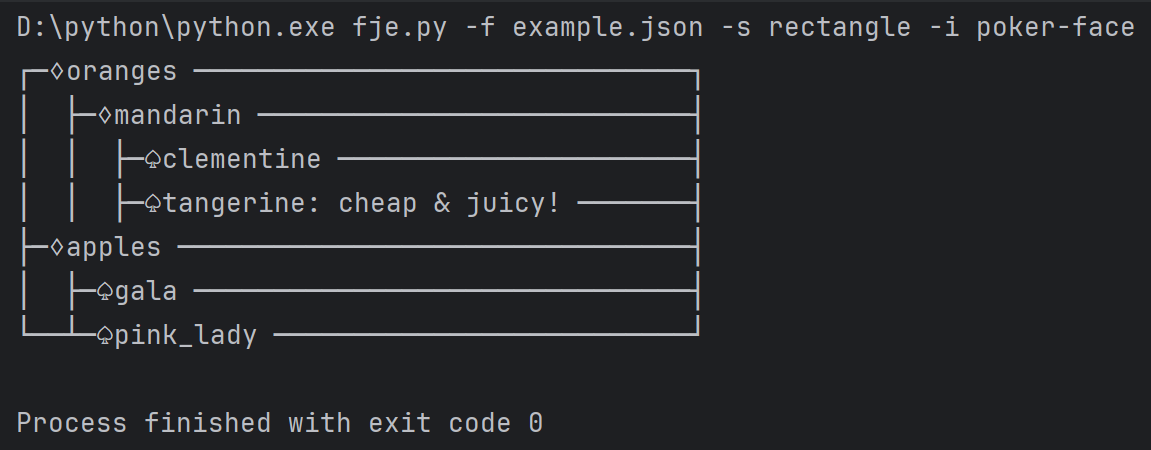 D:\python\python.exe fje.py -f example.json -s rectangle -i poker-face
┌─♢oranges ───────────────────────────────┐
│  ├─♢mandarin ───────────────────────────┤
│  │  ├─♤clementine ──────────────────────┤
│  │  ├─♤tangerine: cheap & juicy! ───────┤
├─♢apples ────────────────────────────────┤
│  ├─♤gala ───────────────────────────────┤
└──┴─♤pink_lady ──────────────────────────┘
Process finished with exit code 0